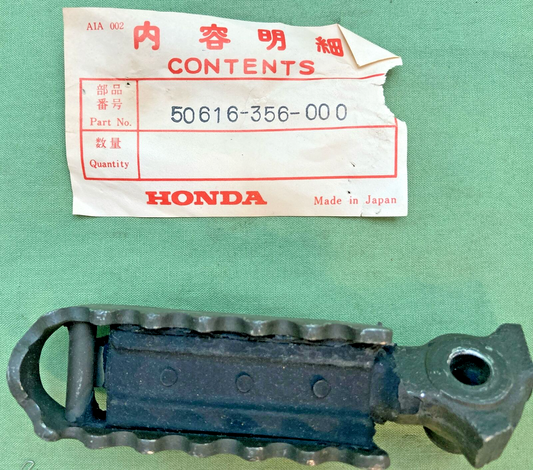 A1A 002
内容明細
CONTENTS
部品
番号
Part No.
50616-356-000
数量
Quantity
HONDA
Made in Japan